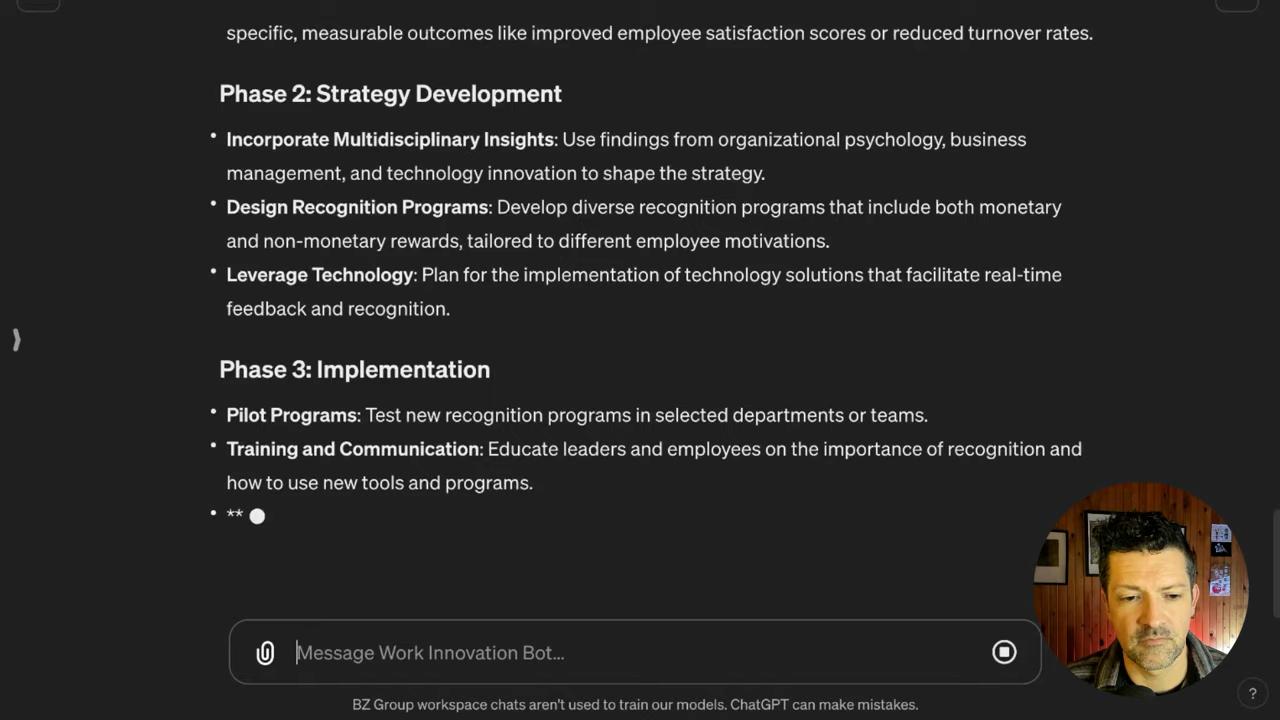 specific, measurable outcomes like improved employee satisfaction scores or reduced turnover rates.
Phase 2: Strategy Development
• Incorporate Multidisciplinary Insights: Use findings from organizational psychology, business
management, and technology innovation to shape the strategy.
• Design Recognition Programs: Develop diverse recognition programs that include both monetary
and non-monetary rewards, tailored to different employee motivations.
• Leverage Technology: Plan for the implementation of technology solutions that facilitate real-time
feedback and recognition.
Phase 3: Implementation
• Pilot Programs: Test new recognition programs in selected departments or teams.
• Training and Communication: Educate leaders and employees on the importance of recognition and
how to use new tools and programs.
• **
Message Work Innovation Bot...
BZ Group workspace chats aren't used to train our models. ChatGPT can make mistakes.
?